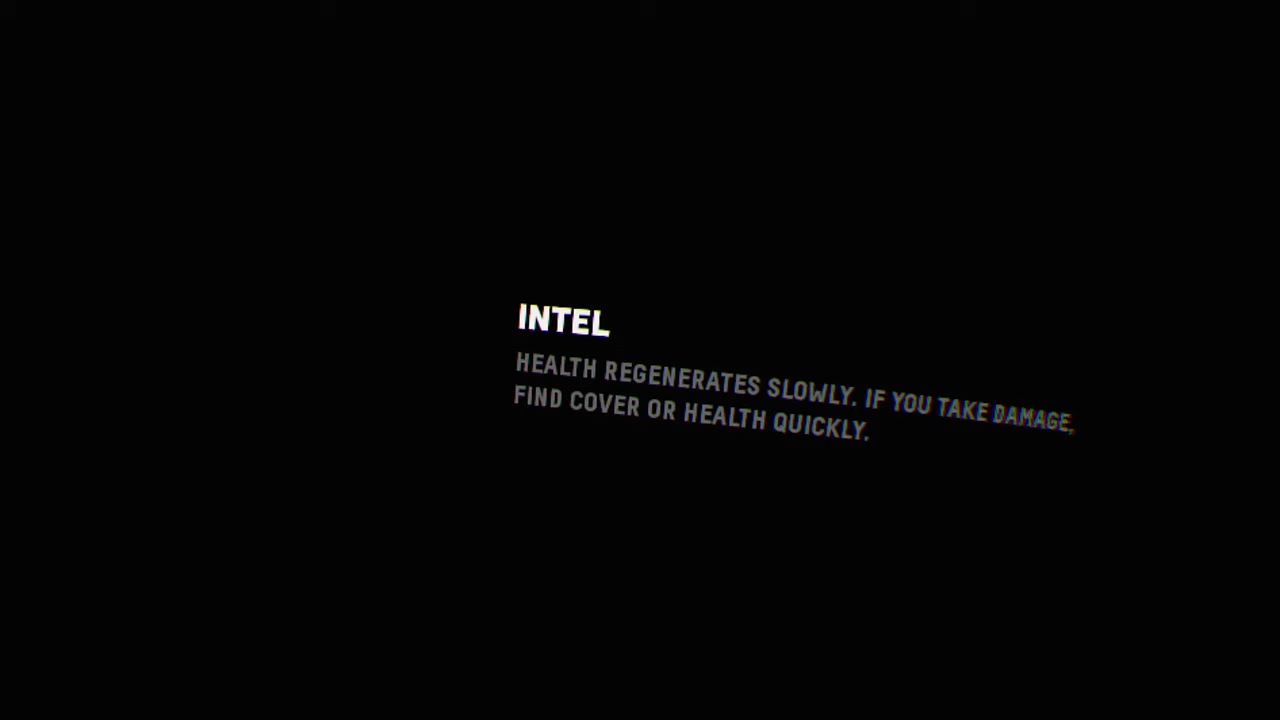 INTEL
HEALTH REGENERATES SLOWLY. IF YOU TAKE DAMAGE,
FIND COVER OR HEALTH QUICKLY.